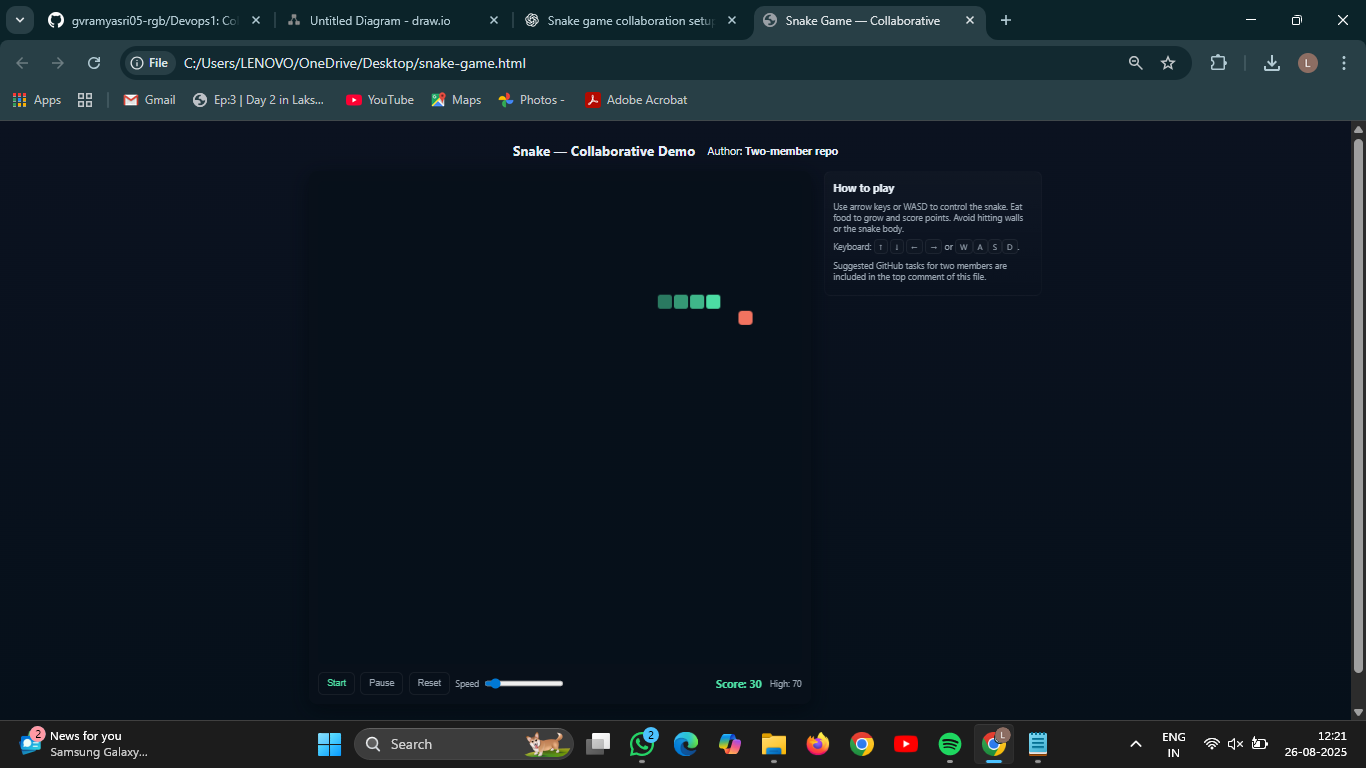 gvramyasri05-rgb/Devops1: Co
Untitled Diagram - draw.io
Snake game collaboration setu
Snake Game — Collaborative
File
C:/Users/LENOVO/OneDrive/Desktop/snake-game.html
L
Apps
Gmail
Ep:3 | Day 2 in Laks...
YouTube
Maps
Photos -
Adobe Acrobat
Snake — Collaborative Demo
Author: Two-member repo
How to play
Use arrow keys or WASD to control the snake. Eat
food to grow and score points. Avoid hitting walls
or the snake body.
Keyboard: ↑ ↓ ← → or W A S D .
Suggested GitHub tasks for two members are
included in the top comment of this file.
Start
Pause
Reset
Speed
Score: 30
High: 70
2
News for you
Samsung Galaxy...
Search
2
L
ENG
IN
12:21
26-08-2025